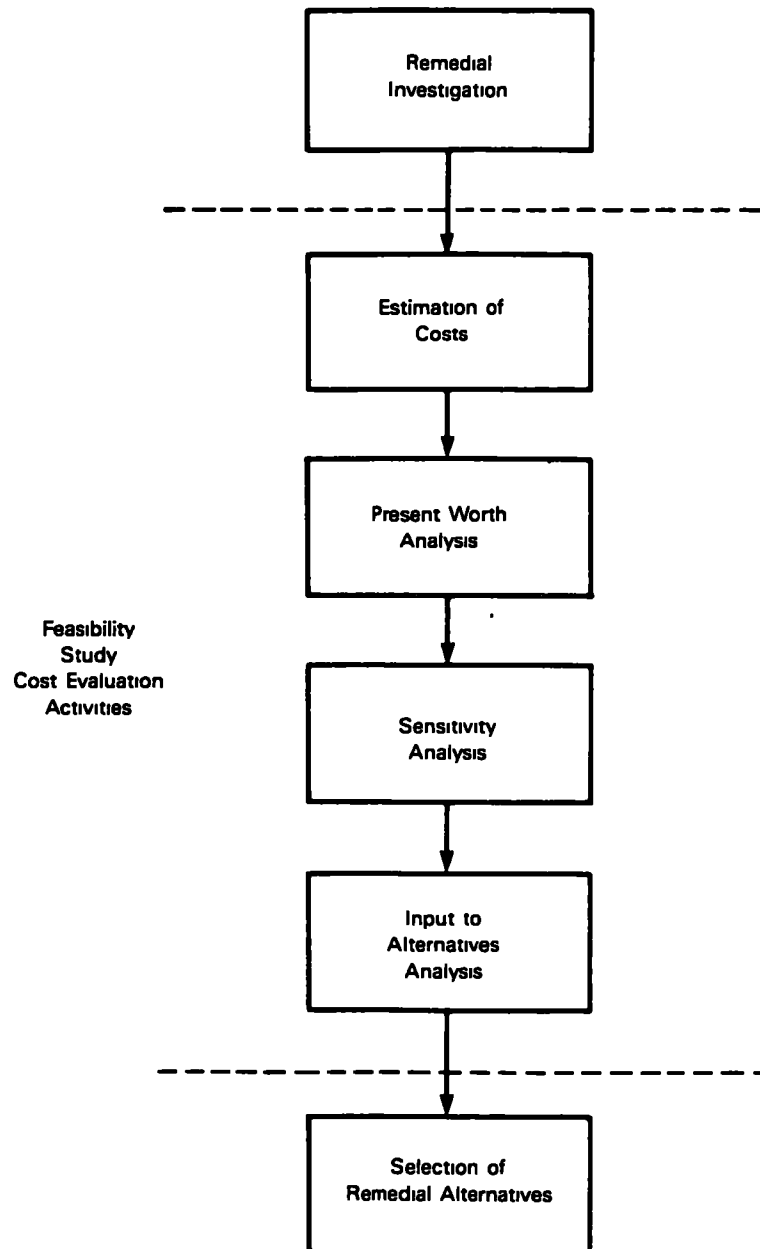 Remedial
Investigation
Estimation of
Costs
Present Worth
Analysis
Feasibility
Study
Cost Evaluation
Activities
Sensitivity
Analysis
Input to
Alternatives
Analysis
Selection of
Remedial Alternatives